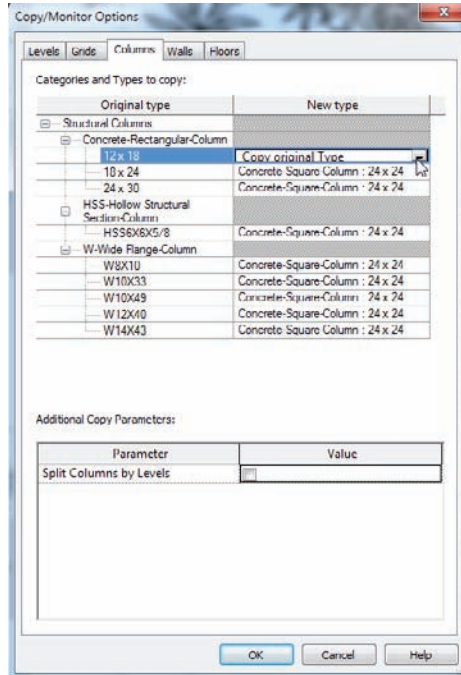 Copy/Monitor Options
Levels Grids Columns Walls Floors
Categories and Types to copy:
Original type New type
Structural Columns
Concrete-Rectangular-Column
12 x 18 Copy original Type
18 x 24 Concrete-Square-Column : 24 x 24
24 x 30 Concrete-Square-Column : 24 x 24
HSS-Hollow Structural
Section-Column
HSS6X6X5/8 Concrete-Square-Column : 24 x 24
W-Wide Flange-Column
W8X10 Concrete-Square-Column : 24 x 24
W10X33 Concrete-Square-Column : 24 x 24
W10X49 Concrete-Square-Column : 24 x 24
W12X40 Concrete-Square-Column : 24 x 24
W14X43 Concrete-Square-Column : 24 x 24
Additional Copy Parameters:
Parameter Value
Split Columns by Levels
OK Cancel Help